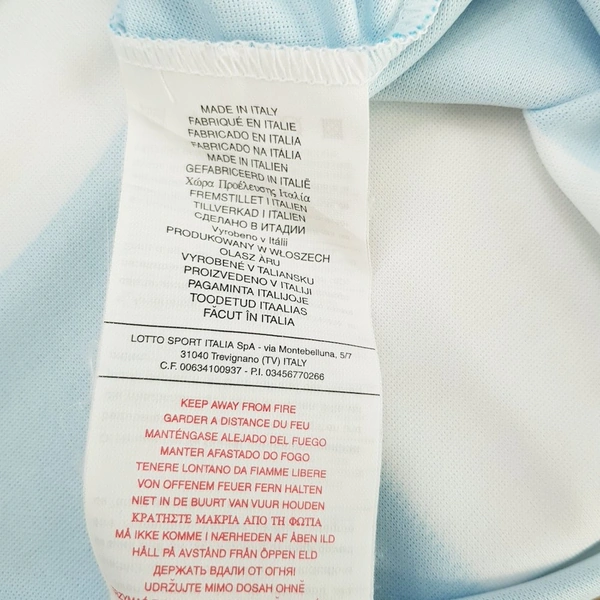 MADE IN ITALY
FABRIQUÉ EN ITALIE
FABRICADO EN ITALIA
FABRICADO NA ITÁLIA
MADE IN ITALIEN
GEFABRICEERD IN ITALIË
Χώρα Προέλευσης Ιταλία
FREMSTILLET I ITALIEN
TILLVERKAD I ITALIEN
СДЕЛАНО В ИТАДИИ
Vyrobeno v Itálii
PRODUKOWANY W WŁOSZECH
OLASZ ÀRU
VYROBENÉ V TALIANSKU
PROIZVEDENO V ITALIJI
PAGAMINTA ITALIJOJE
TOODETUD ITAALIAS
FĂCUT ÎN ITALIA
LOTTO SPORT ITALIA SpA - via Montebelluna, 5/7
31040 Trevignano (TV) ITALY
C.F. 00634100937 - P.I. 03456770266
KEEP AWAY FROM FIRE
GARDER A DISTANCE DU FEU
MANTÉNGASE ALEJADO DEL FUEGO
MANTER AFASTADO DO FOGO
TENERE LONTANO DA FIAMME LIBERE
VON OFFENEM FEUER FERN HALTEN
NIET IN DE BUURT VAN VUUR HOUDEN
ΚΡΑΤΗΣΤΕ ΜΑΚΡΙΑ ΑΠΟ ΤΗ ΦΩΤΙΑ
MÅ IKKE KOMME I NÆRHEDEN AF ÅBEN ILD
HÅLL PÅ AVSTÅND FRÅN ÖPPEN ELD
ДЕРЖАТЬ ВДАЛИ ОТ ОГНЯ!
UDRŽUJTE MIMO DOSAH OHNĚ